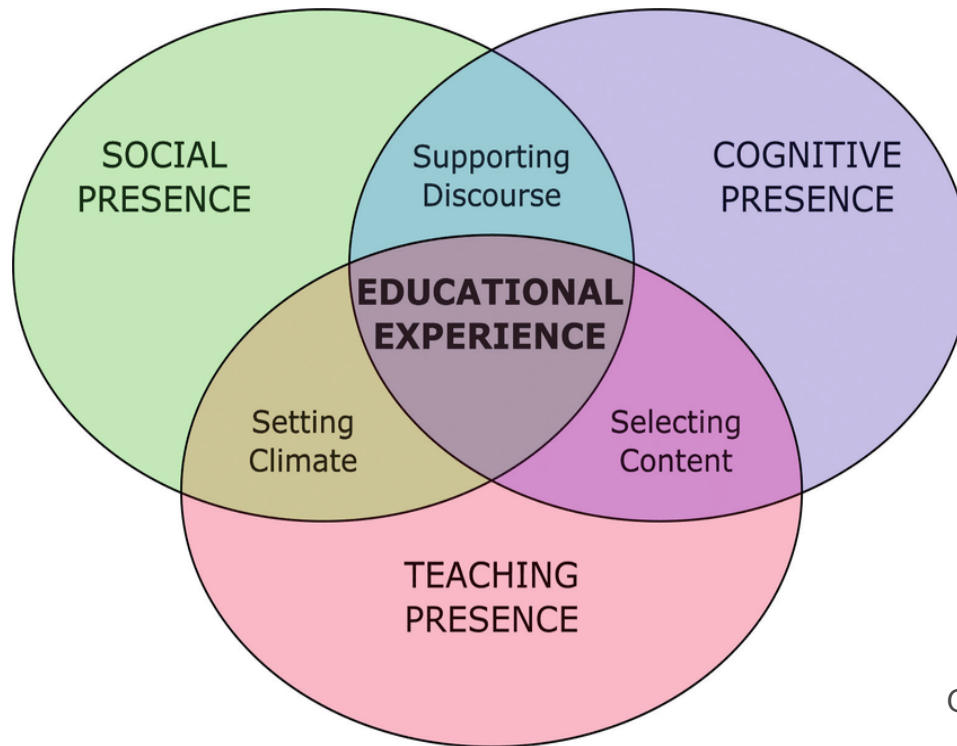 SOCIAL
PRESENCE
Supporting
Discourse
COGNITIVE
PRESENCE
EDUCATIONAL
EXPERIENCE
Setting
Climate
Selecting
Content
TEACHING
PRESENCE